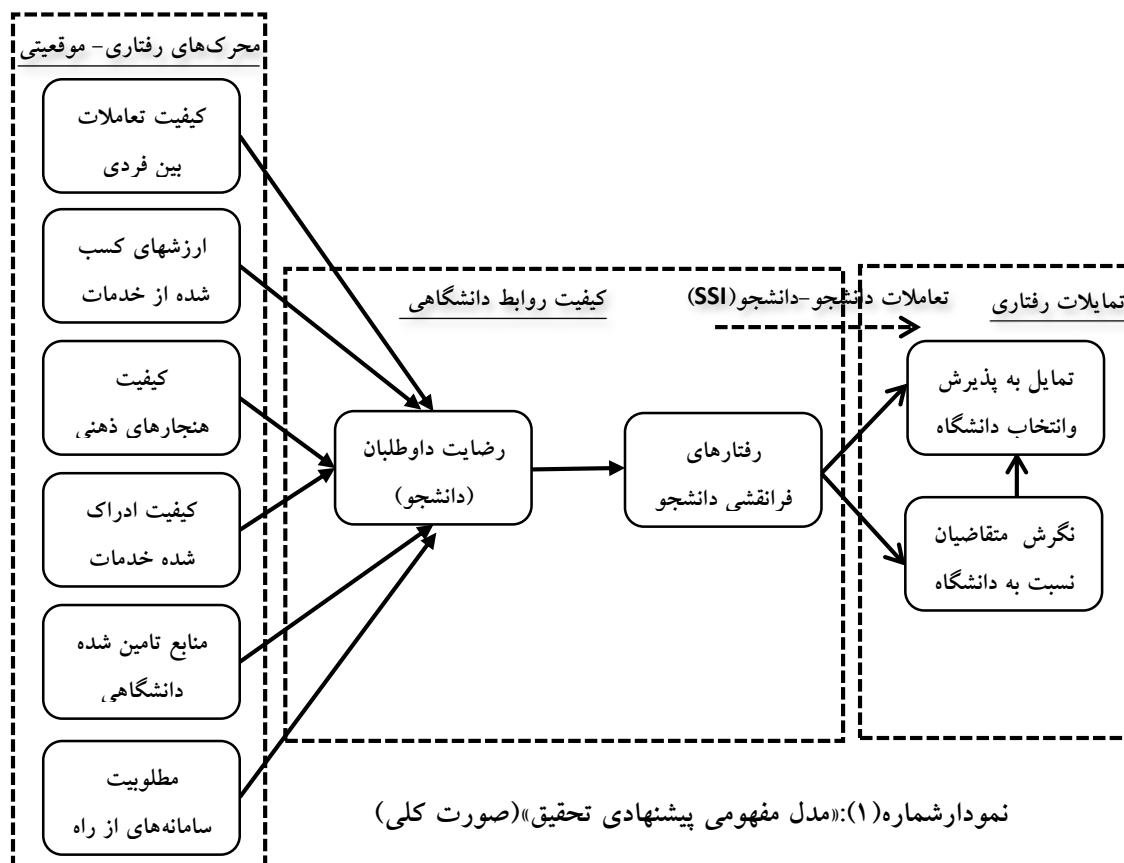 محرک‌های رفتاری- موقعیتی
کیفیت تعاملات
بین فردی
ارزشهای کسب
شده از خدمات
کیفیت
هنجارهای ذهنی
کیفیت ادراک
شده خدمات
منابع تامین شده
دانشگاهی
مطلوبیت
سامانه‌های از راه
کیفیت روابط دانشگاهی
رضایت داوطلبان
(دانشجو)
رفتارهای
فرانقشی دانشجو
تعاملات دانشجو-دانشجو(SSI)
تمایلات رفتاری
تمایل به پذیرش
وانتخاب دانشگاه
نگرش متقاضیان
نسبت به دانشگاه
نمودارشماره(۱):«مدل مفهومی پیشنهادی تحقیق»(صورت کلی)